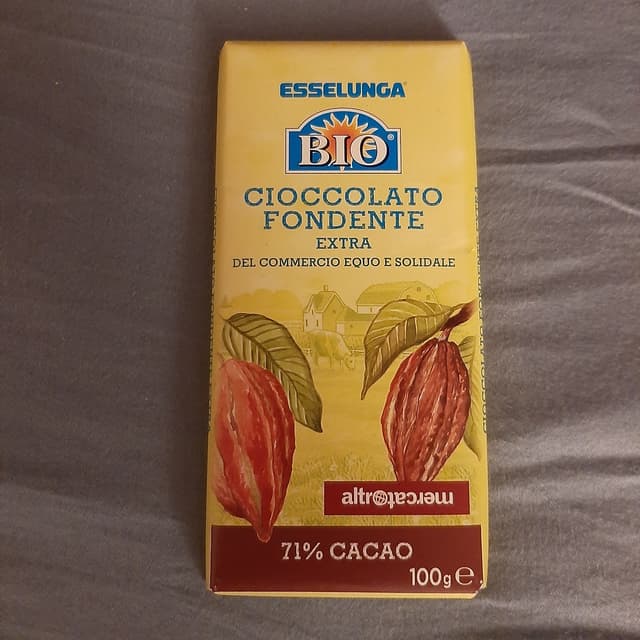 ESSELUNGA
BIO®
CIOCCOLATO
FONDENTE
EXTRA
DEL COMMERCIO EQUO E SOLIDALE
altromercato
71% CACAO
100g ℮